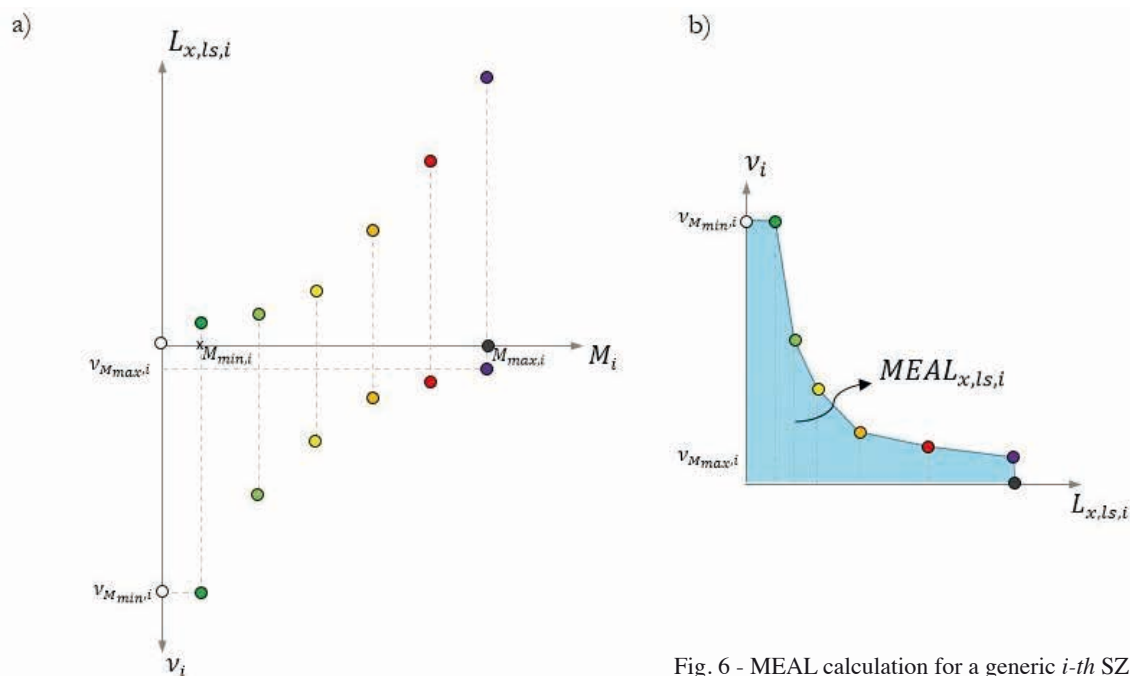 a)
L_{x,ls,i}
M_{min,i}
M_{max,i}
M_i
ν_{M_{max},i}
ν_{M_{min},i}
ν_i
b)
ν_i
ν_{M_{min},i}
MEAL_{x,ls,i}
ν_{M_{max},i}
L_{x,ls,i}
Fig. 6 - MEAL calculation for a generic i-th SZ